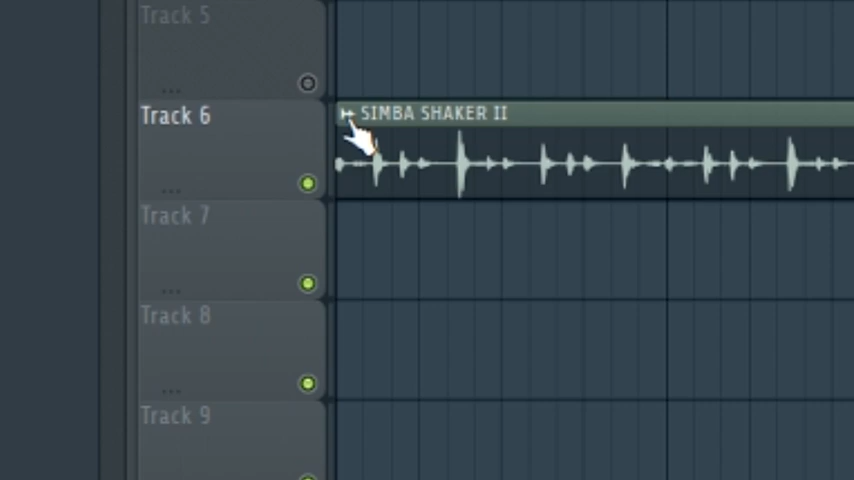 Track 5
...
Track 6
SIMBA SHAKER II
...
Track 7
...
Track 8
...
Track 9